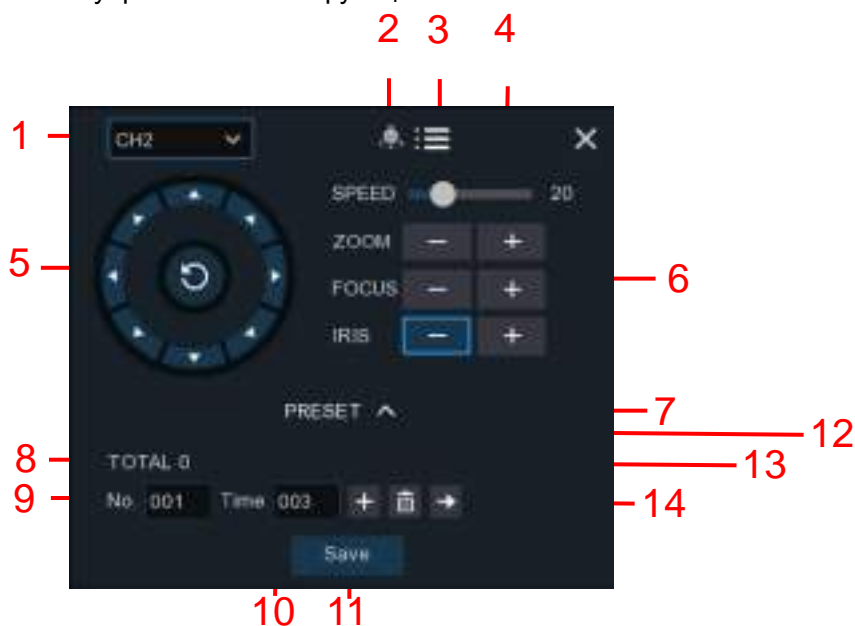 2 3 4
1 CH2
SPEED 20
ZOOM - +
5 FOCUS - + 6
IRIS - +
PRESET 7
12
8 TOTAL 0 13
9 No 001 Time 003 + 14
Save
10 11